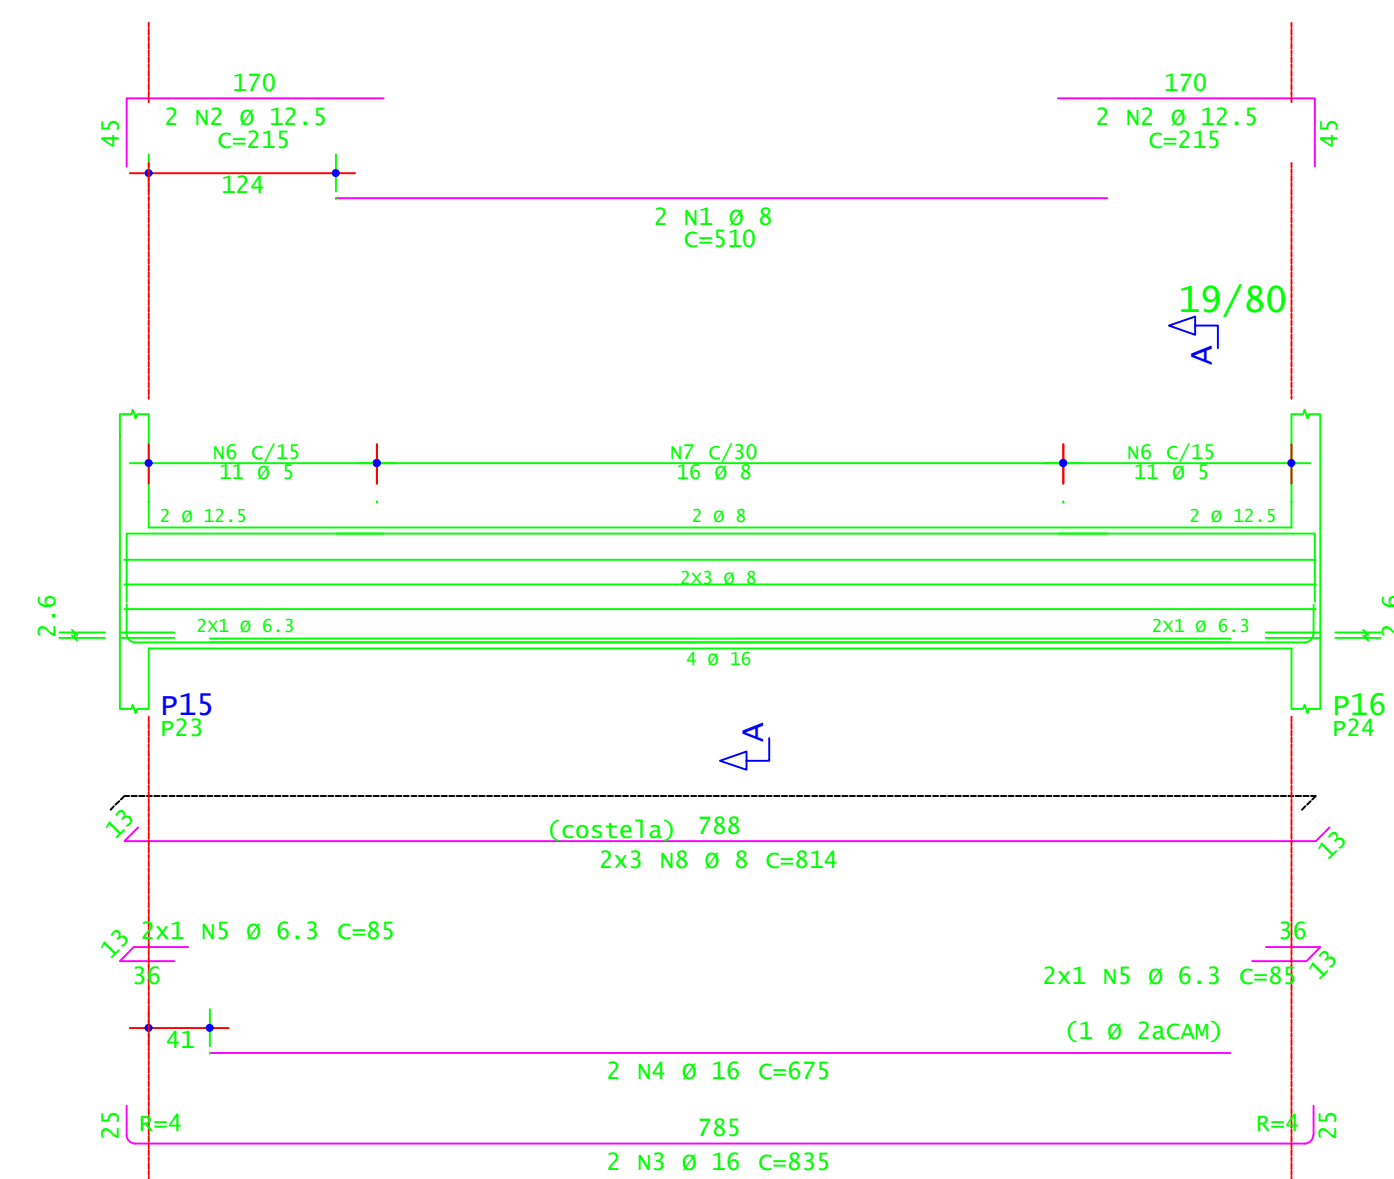 170
170
2 N2 Ø 12.5
2 N2 Ø 12.5
C=215
C=215
45
45
124
2 N1 Ø 8
C=510
19/80
A
N6 C/15
N7 C/30
N6 C/15
11 Ø 5
16 Ø 8
11 Ø 5
2 Ø 12.5
2 Ø 8
2 Ø 12.5
2x3 Ø 8
2.6
2x1 Ø 6.3
2x1 Ø 6.3
4 Ø 16
P15
P16
P23
P24
A
13
(costela) 788
13
2x3 N8 Ø 8 C=814
13
2x1 N5 Ø 6.3 C=85
36
36
2x1 N5 Ø 6.3 C=85
13
41
(1 Ø 2aCAM)
2 N4 Ø 16 C=675
25
R=4
785
R=4
25
2 N3 Ø 16 C=835